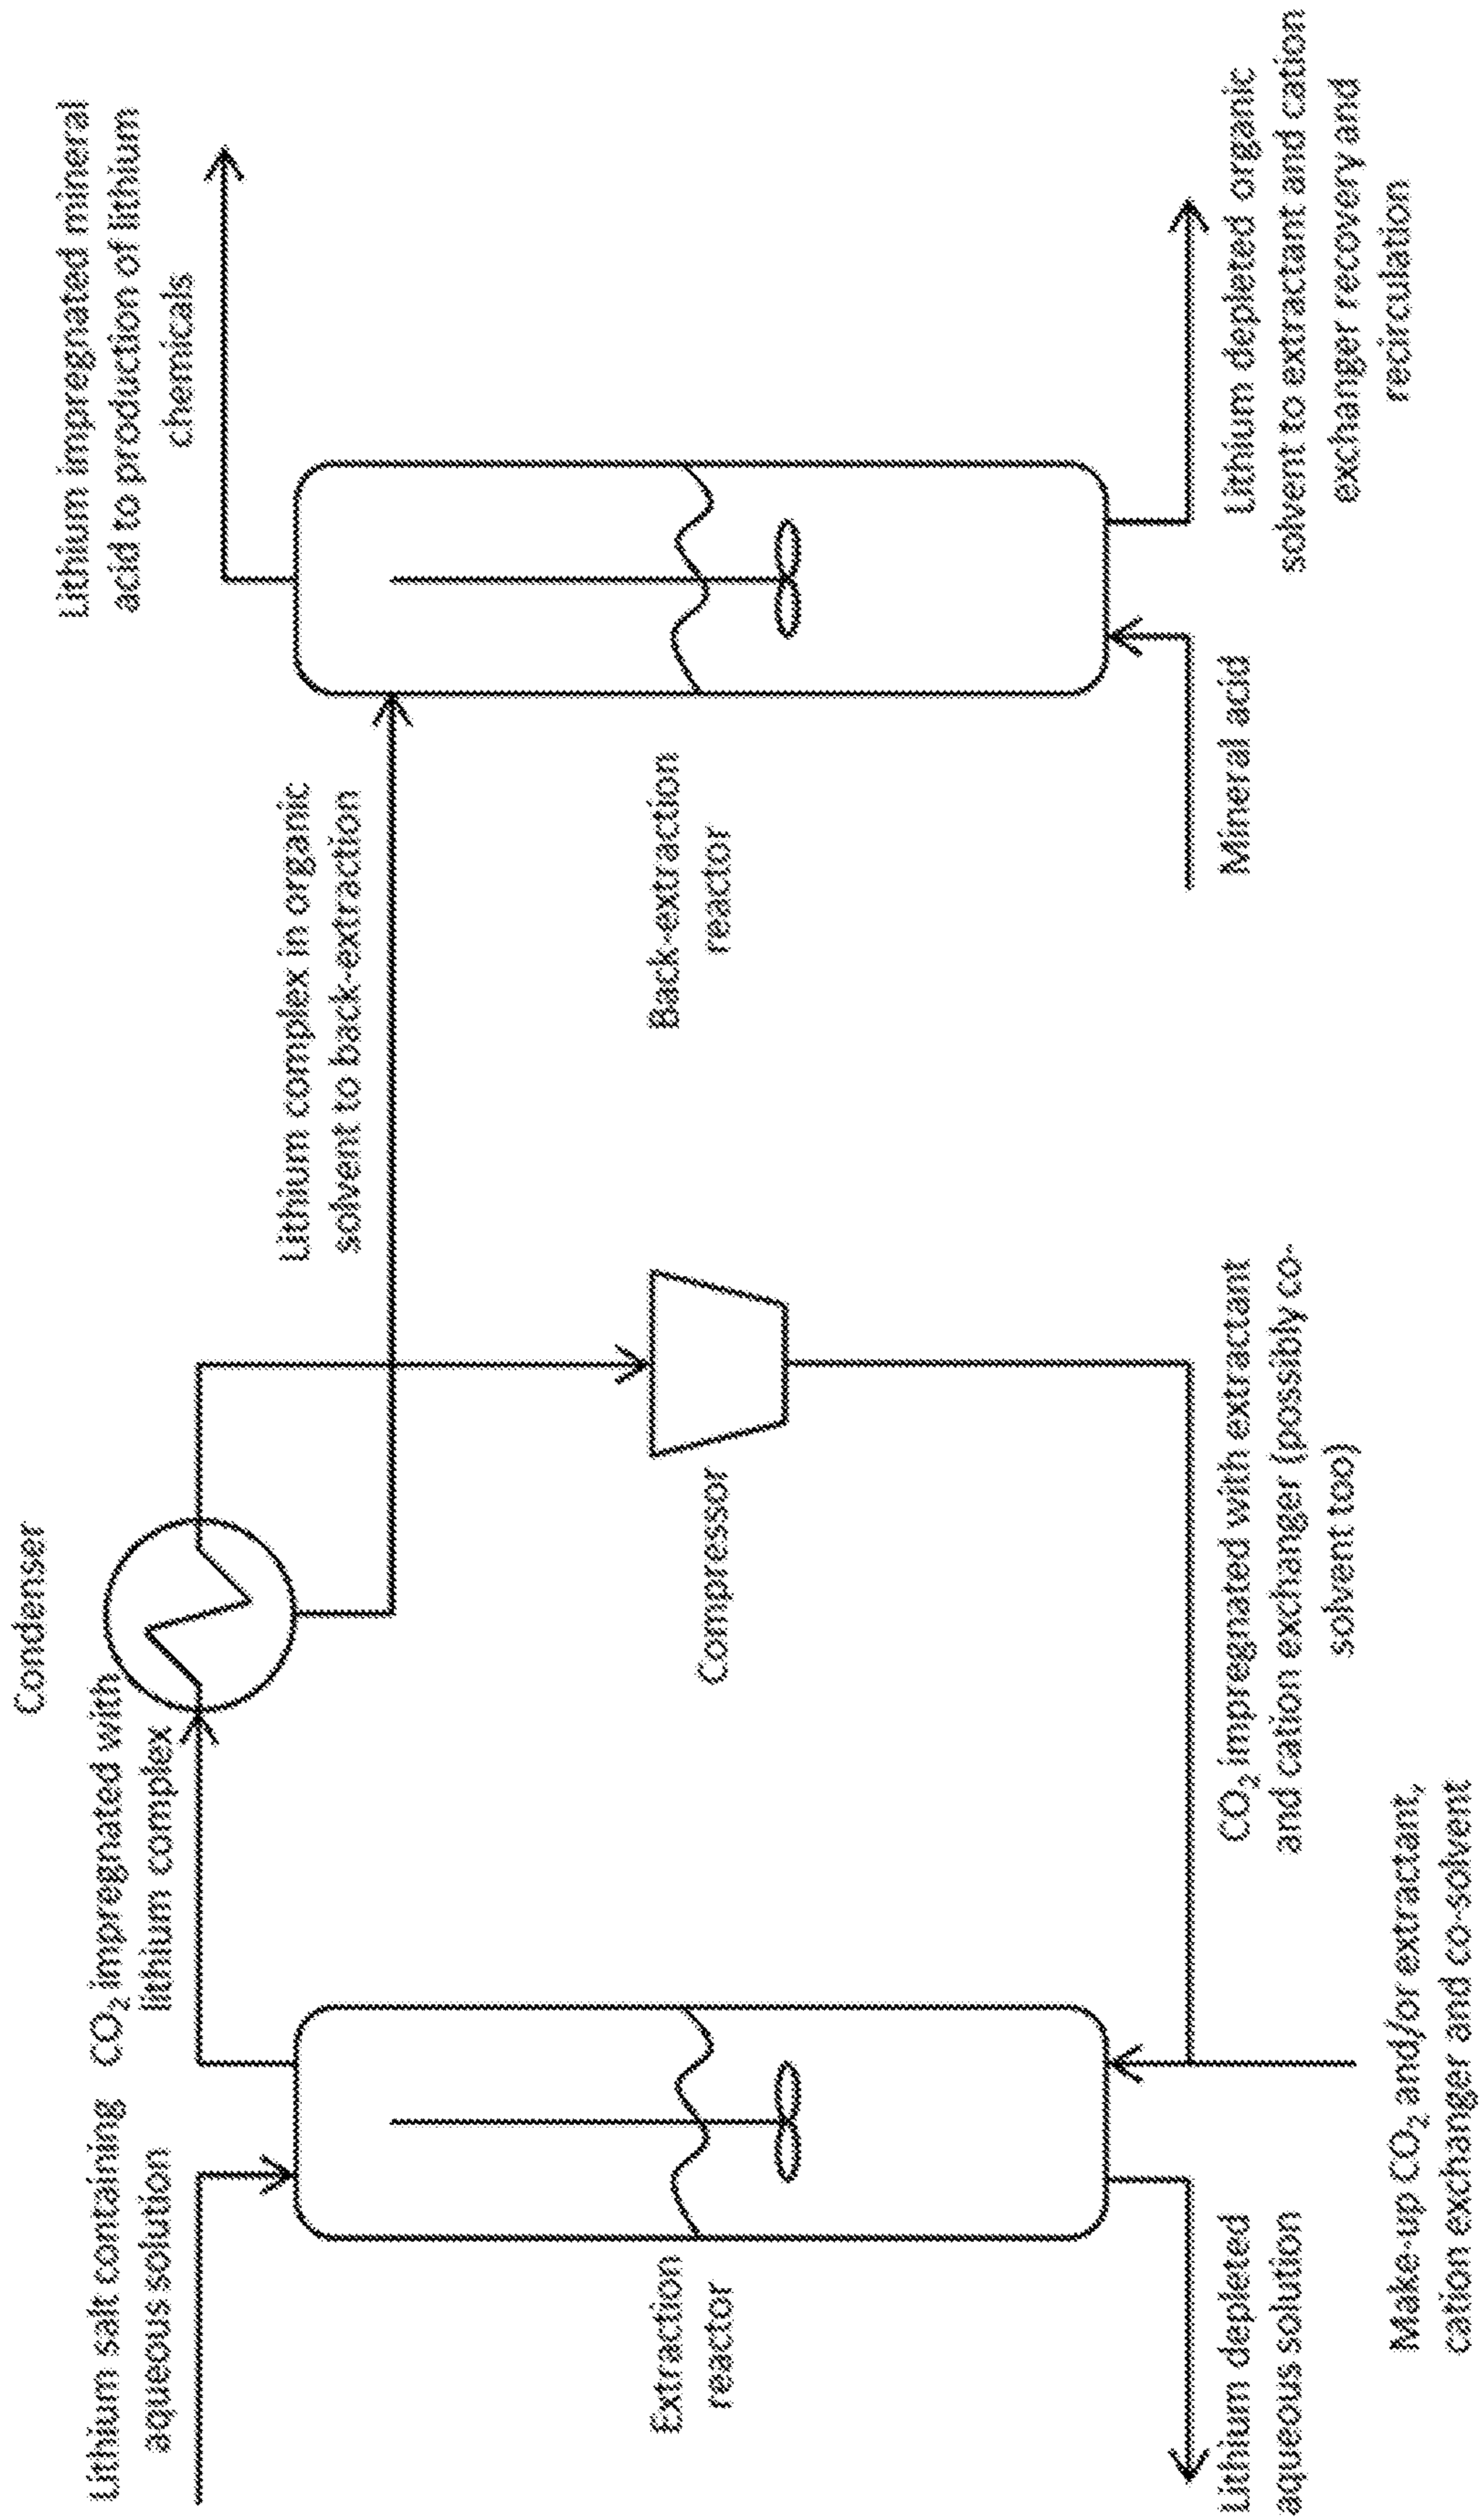 Condenser
Lithium salt containing
aqueous solution
CO₂ impregnated with
lithium complex
Lithium complex in organic
solvent to back-extraction
Lithium impregnated mineral
acid to production of lithium
chemicals
Extraction
reactor
Compressor
Back-extraction
reactor
Lithium depleted
aqueous solution
CO₂ impregnated with extractant
and cation exchanger (possibly co-
solvent too)
Mineral acid
Lithium depleted organic
solvent to extractant and cation
exchanger recovery and
recirculation
Make-up CO₂ and/or extractant,
cation exchanger and co-solvent